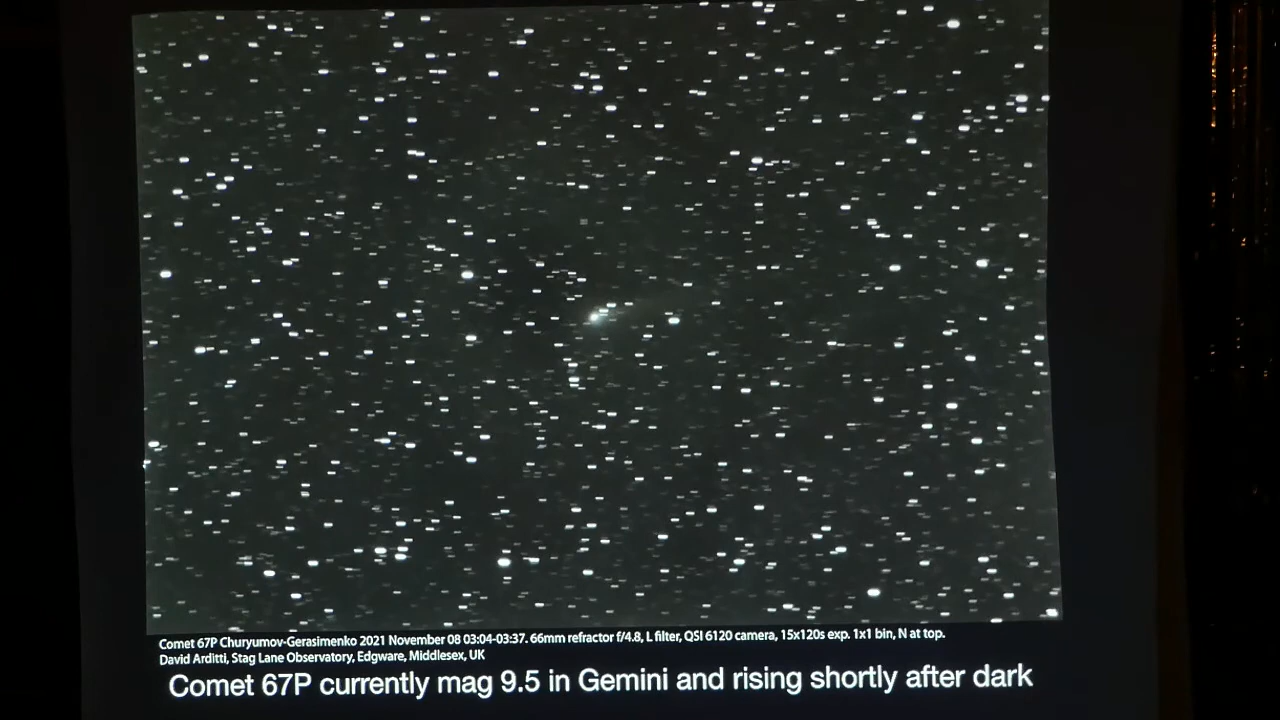 Comet 67P Churyumov-Gerasimenko 2021 November 08 03:04-03:37. 66mm refractor f/4.8, L filter, QSI 6120 camera, 15x120s exp. 1x1 bin, N at top.
David Arditti, Stag Lane Observatory, Edgware, Middlesex, UK
Comet 67P currently mag 9.5 in Gemini and rising shortly after dark